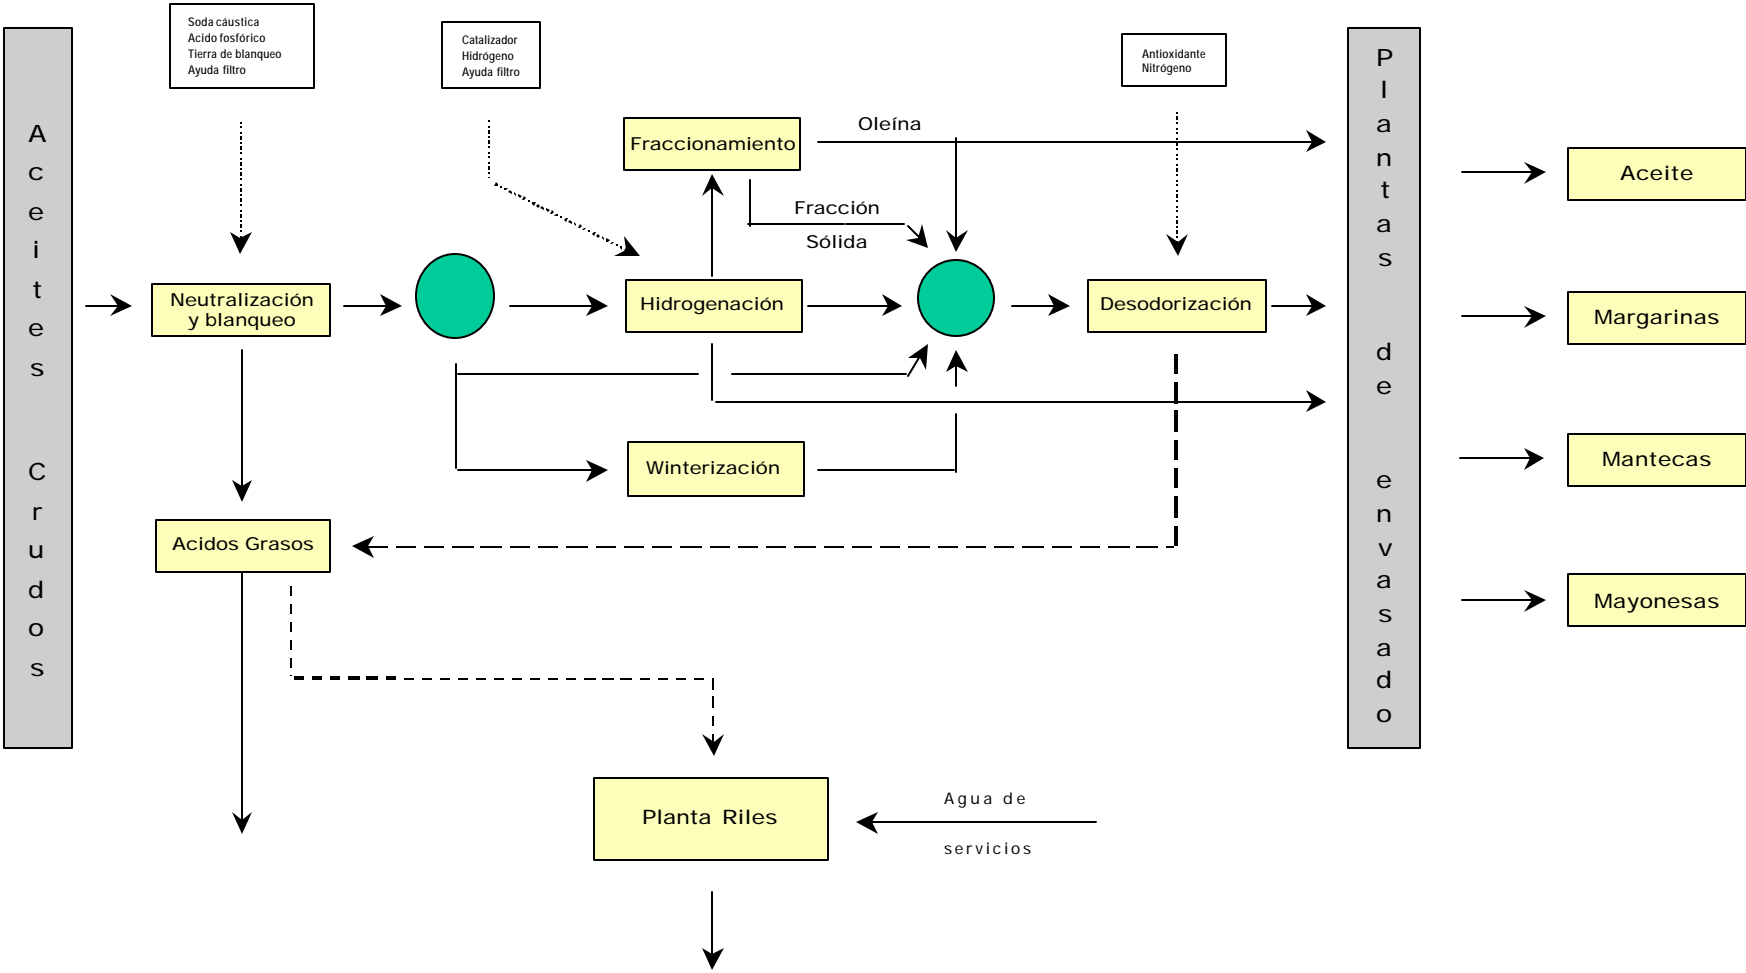 Soda cáustica
Acido fosfórico
Tierra de blanqueo
Ayuda filtro
Catalizador
Hidrógeno
Ayuda filtro
Antioxidante
Nitrógeno
Aceites Crudos
Plantas de envasado
Fraccionamiento
Oleína
Fracción
Sólida
Neutralización
y blanqueo
Hidrogenación
Desodorización
Winterización
Acidos Grasos
Planta Riles
Agua de
servicios
Aceite
Margarinas
Mantecas
Mayonesas